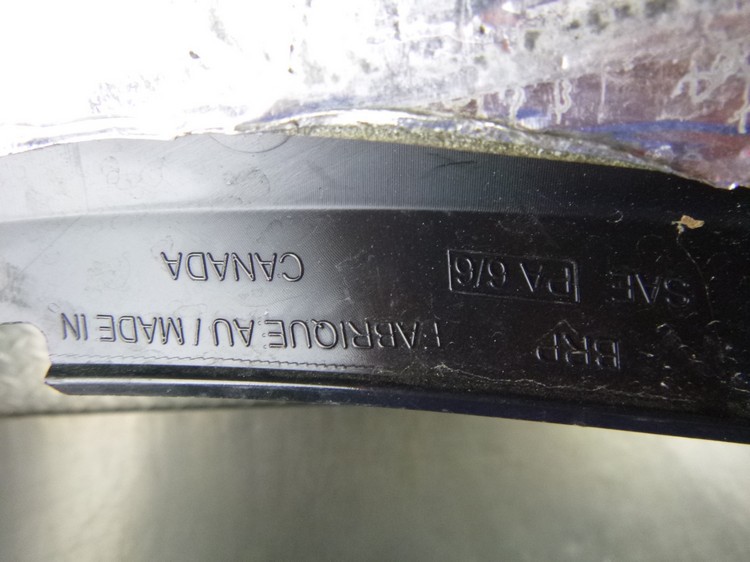 BRP FABRIQUE AU / MADE IN
SAE PA 6/6 CANADA